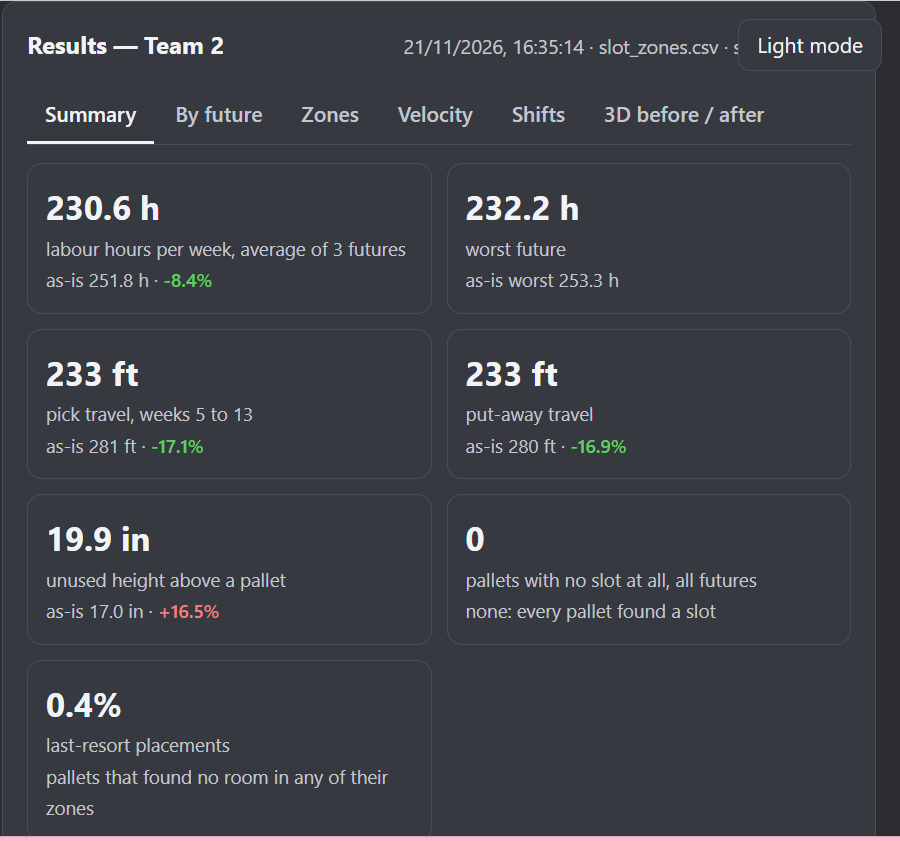 Results — Team 2
21/11/2026, 16:35:14 · slot_zones.csv ·
Light mode
Summary By future Zones Velocity Shifts 3D before / after
230.6 h
labour hours per week, average of 3 futures
as-is 251.8 h · -8.4%
232.2 h
worst future
as-is worst 253.3 h
233 ft
pick travel, weeks 5 to 13
as-is 281 ft · -17.1%
233 ft
put-away travel
as-is 280 ft · -16.9%
19.9 in
unused height above a pallet
as-is 17.0 in · +16.5%
0
pallets with no slot at all, all futures
none: every pallet found a slot
0.4%
last-resort placements
pallets that found no room in any of their
zones